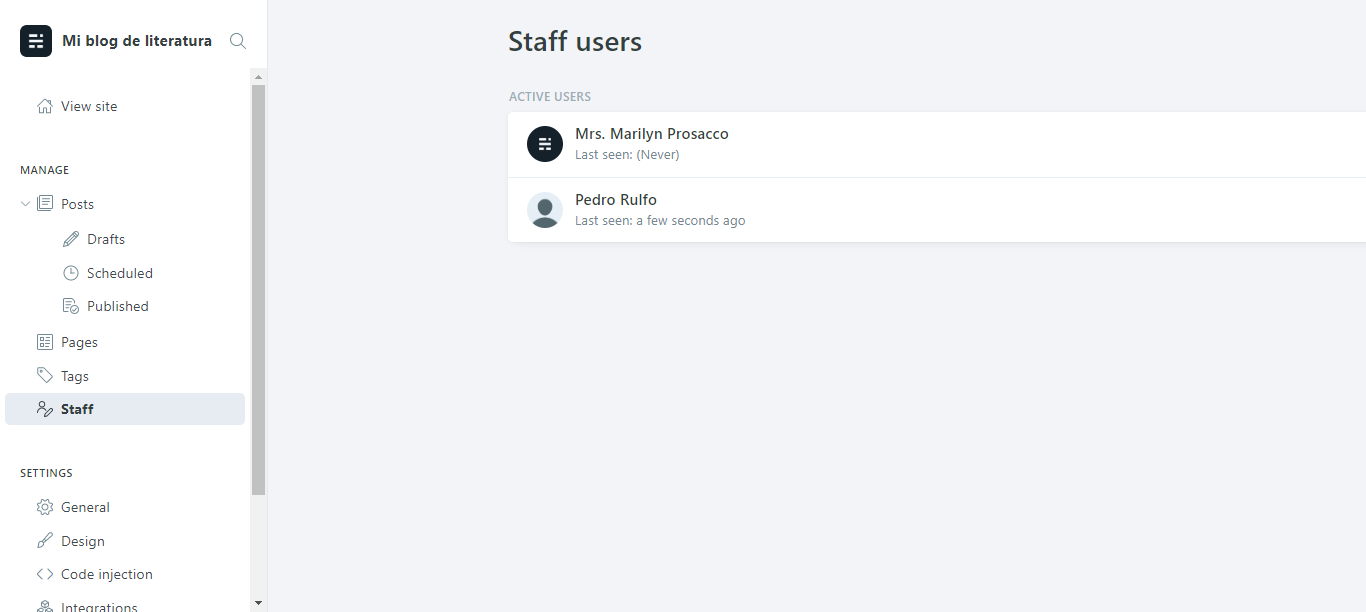 Mi blog de literatura
View site
MANAGE
Posts
Drafts
Scheduled
Published
Pages
Tags
Staff
SETTINGS
General
Design
Code injection
Integrations
Staff users
ACTIVE USERS
Mrs. Marilyn Prosacco
Last seen: (Never)
Pedro Rulfo
Last seen: a few seconds ago